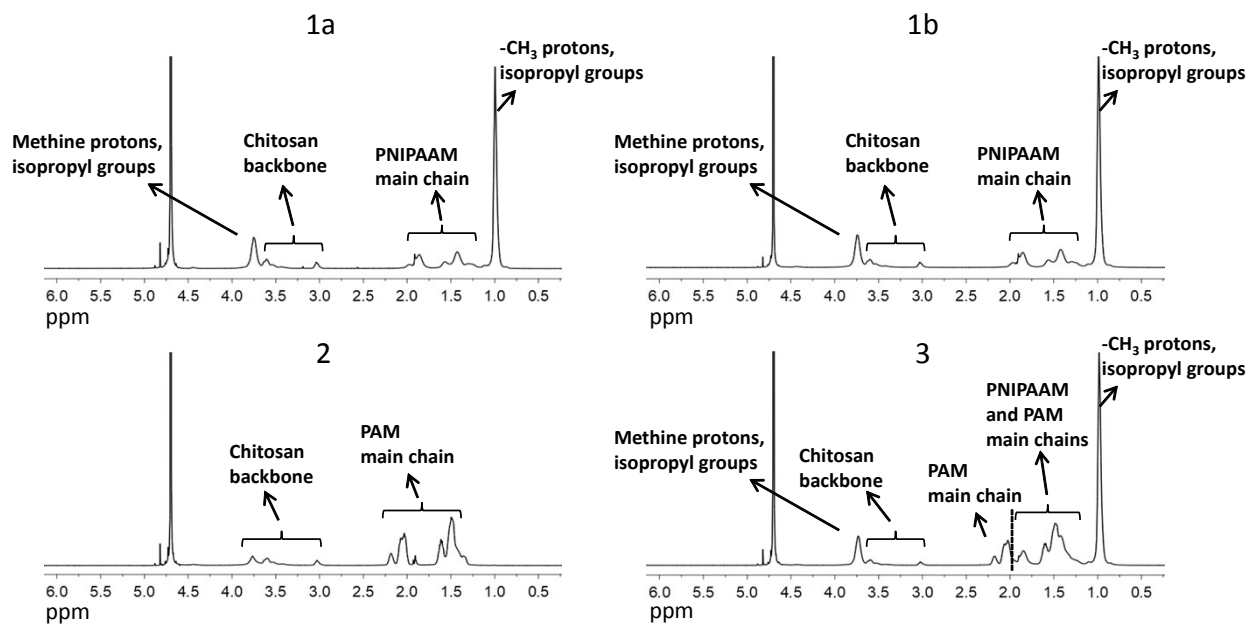 1a
-CH3 protons,
isopropyl groups
Methine protons,
isopropyl groups
Chitosan
backbone
PNIPAAM
main chain
6.0 5.5 5.0 4.5 4.0 3.5 3.0 2.5 2.0 1.5 1.0 0.5
ppm
1b
-CH3 protons,
isopropyl groups
Methine protons,
isopropyl groups
Chitosan
backbone
PNIPAAM
main chain
6.0 5.5 5.0 4.5 4.0 3.5 3.0 2.5 2.0 1.5 1.0 0.5
ppm
2
Chitosan
backbone
PAM
main chain
6.0 5.5 5.0 4.5 4.0 3.5 3.0 2.5 2.0 1.5 1.0 0.5
ppm
3
-CH3 protons,
isopropyl groups
PNIPAAM
and PAM
main chains
Methine protons,
isopropyl groups
Chitosan
backbone
PAM
main chain
6.0 5.5 5.0 4.5 4.0 3.5 3.0 2.5 2.0 1.5 1.0 0.5
ppm